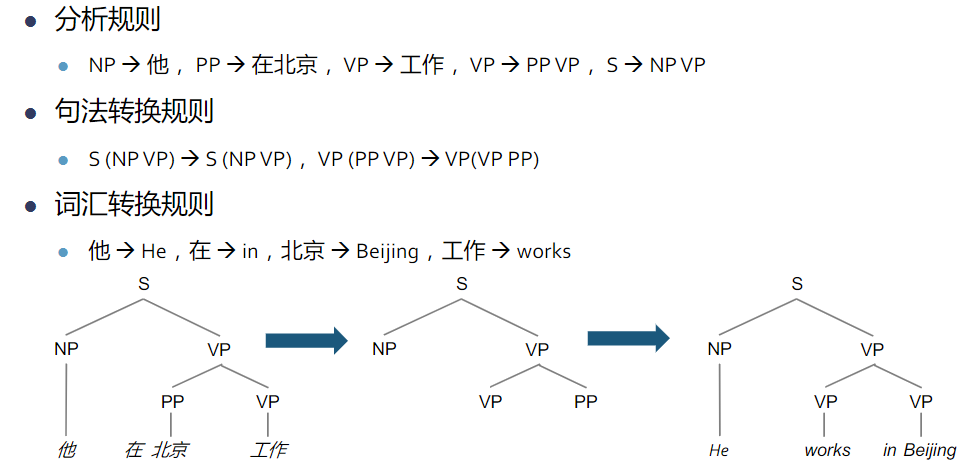 分析规则
NP → 他， PP → 在北京， VP → 工作， VP → PP VP， S → NP VP
句法转换规则
S (NP VP) → S (NP VP)， VP (PP VP) → VP(VP PP)
词汇转换规则
他 → He，在 → in，北京 → Beijing，工作 → works
S S S
NP VP NP VP NP VP
PP VP VP PP VP VP
他 在 北京 工作 He works in Beijing